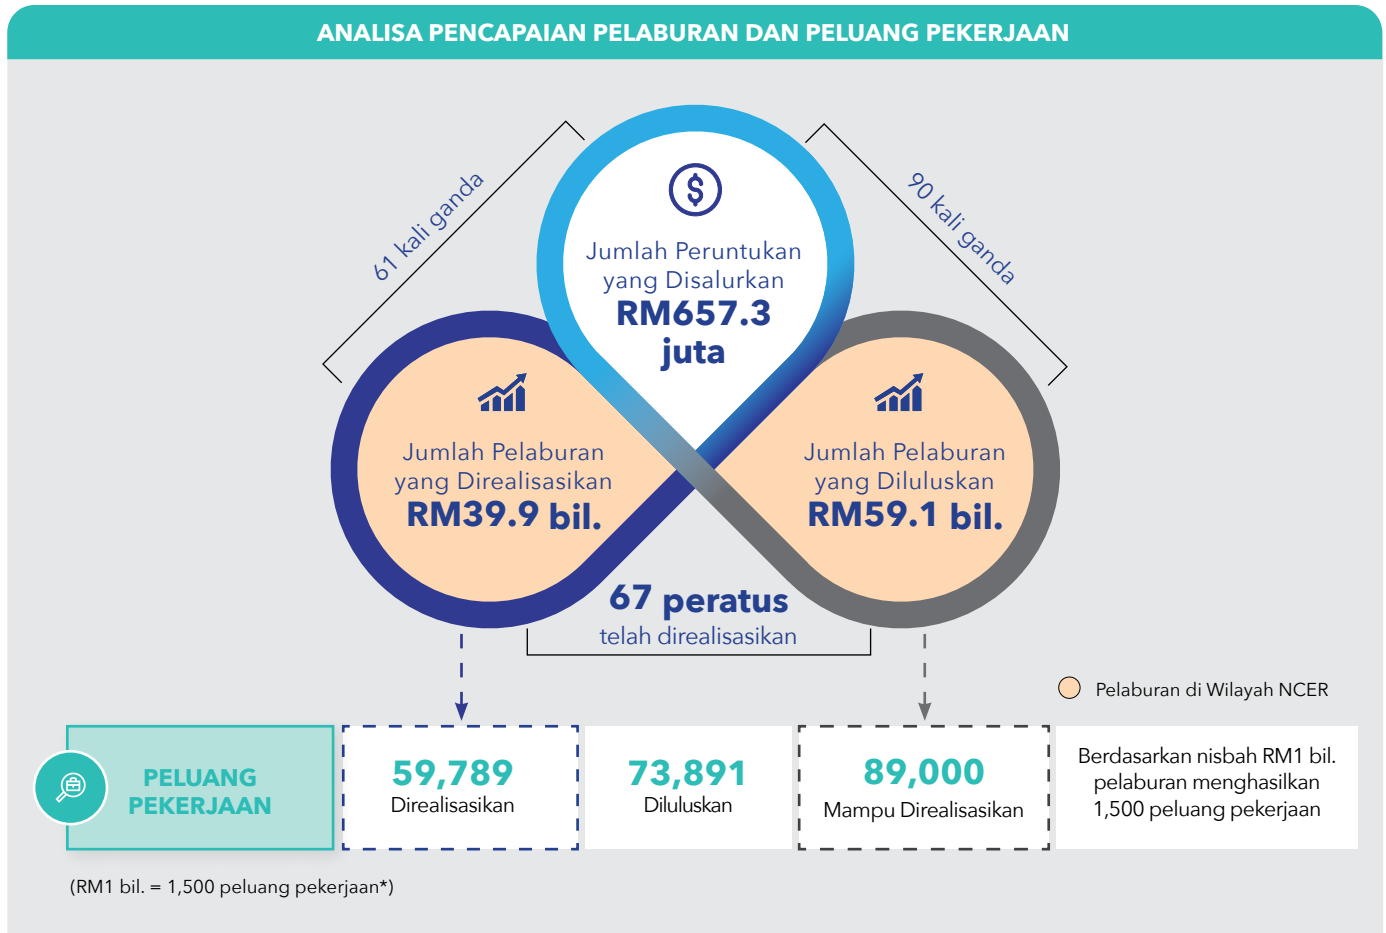 ANALISA PENCAPAIAN PELABURAN DAN PELUANG PEKERJAAN
61 kali ganda
90 kali ganda
$
Jumlah Peruntukan
yang Disalurkan
RM657.3
juta
Jumlah Pelaburan
yang Direalisasikan
RM39.9 bil.
Jumlah Pelaburan
yang Diluluskan
RM59.1 bil.
67 peratus
telah direalisasikan
Pelaburan di Wilayah NCER
PELUANG
PEKERJAAN
59,789
Direalisasikan
73,891
Diluluskan
89,000
Mampu Direalisasikan
Berdasarkan nisbah RM1 bil.
pelaburan menghasilkan
1,500 peluang pekerjaan
(RM1 bil. = 1,500 peluang pekerjaan*)